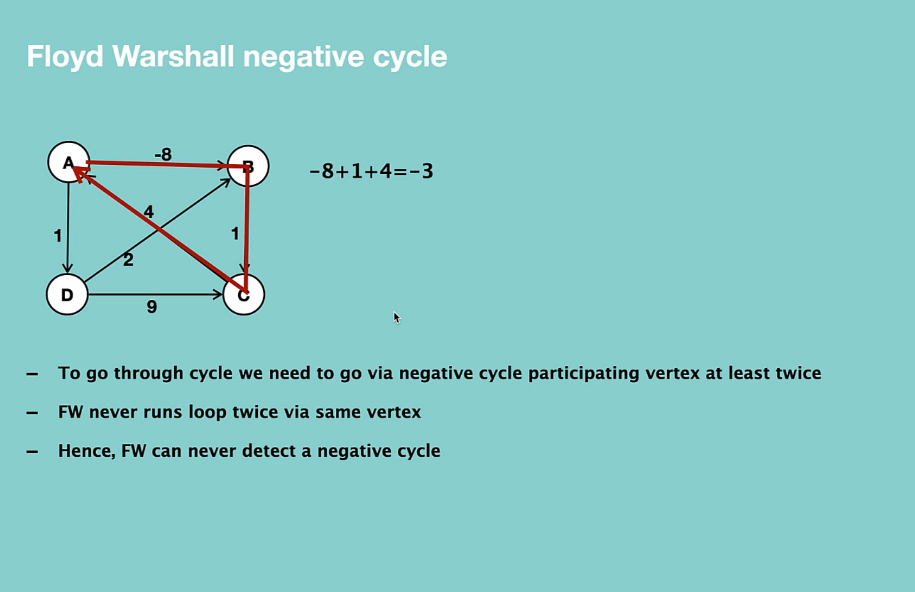 Floyd Warshall negative cycle
A
-8
B
-8+1+4=-3
4
1
1
2
D
9
C
– To go through cycle we need to go via negative cycle participating vertex at least twice
– FW never runs loop twice via same vertex
– Hence, FW can never detect a negative cycle